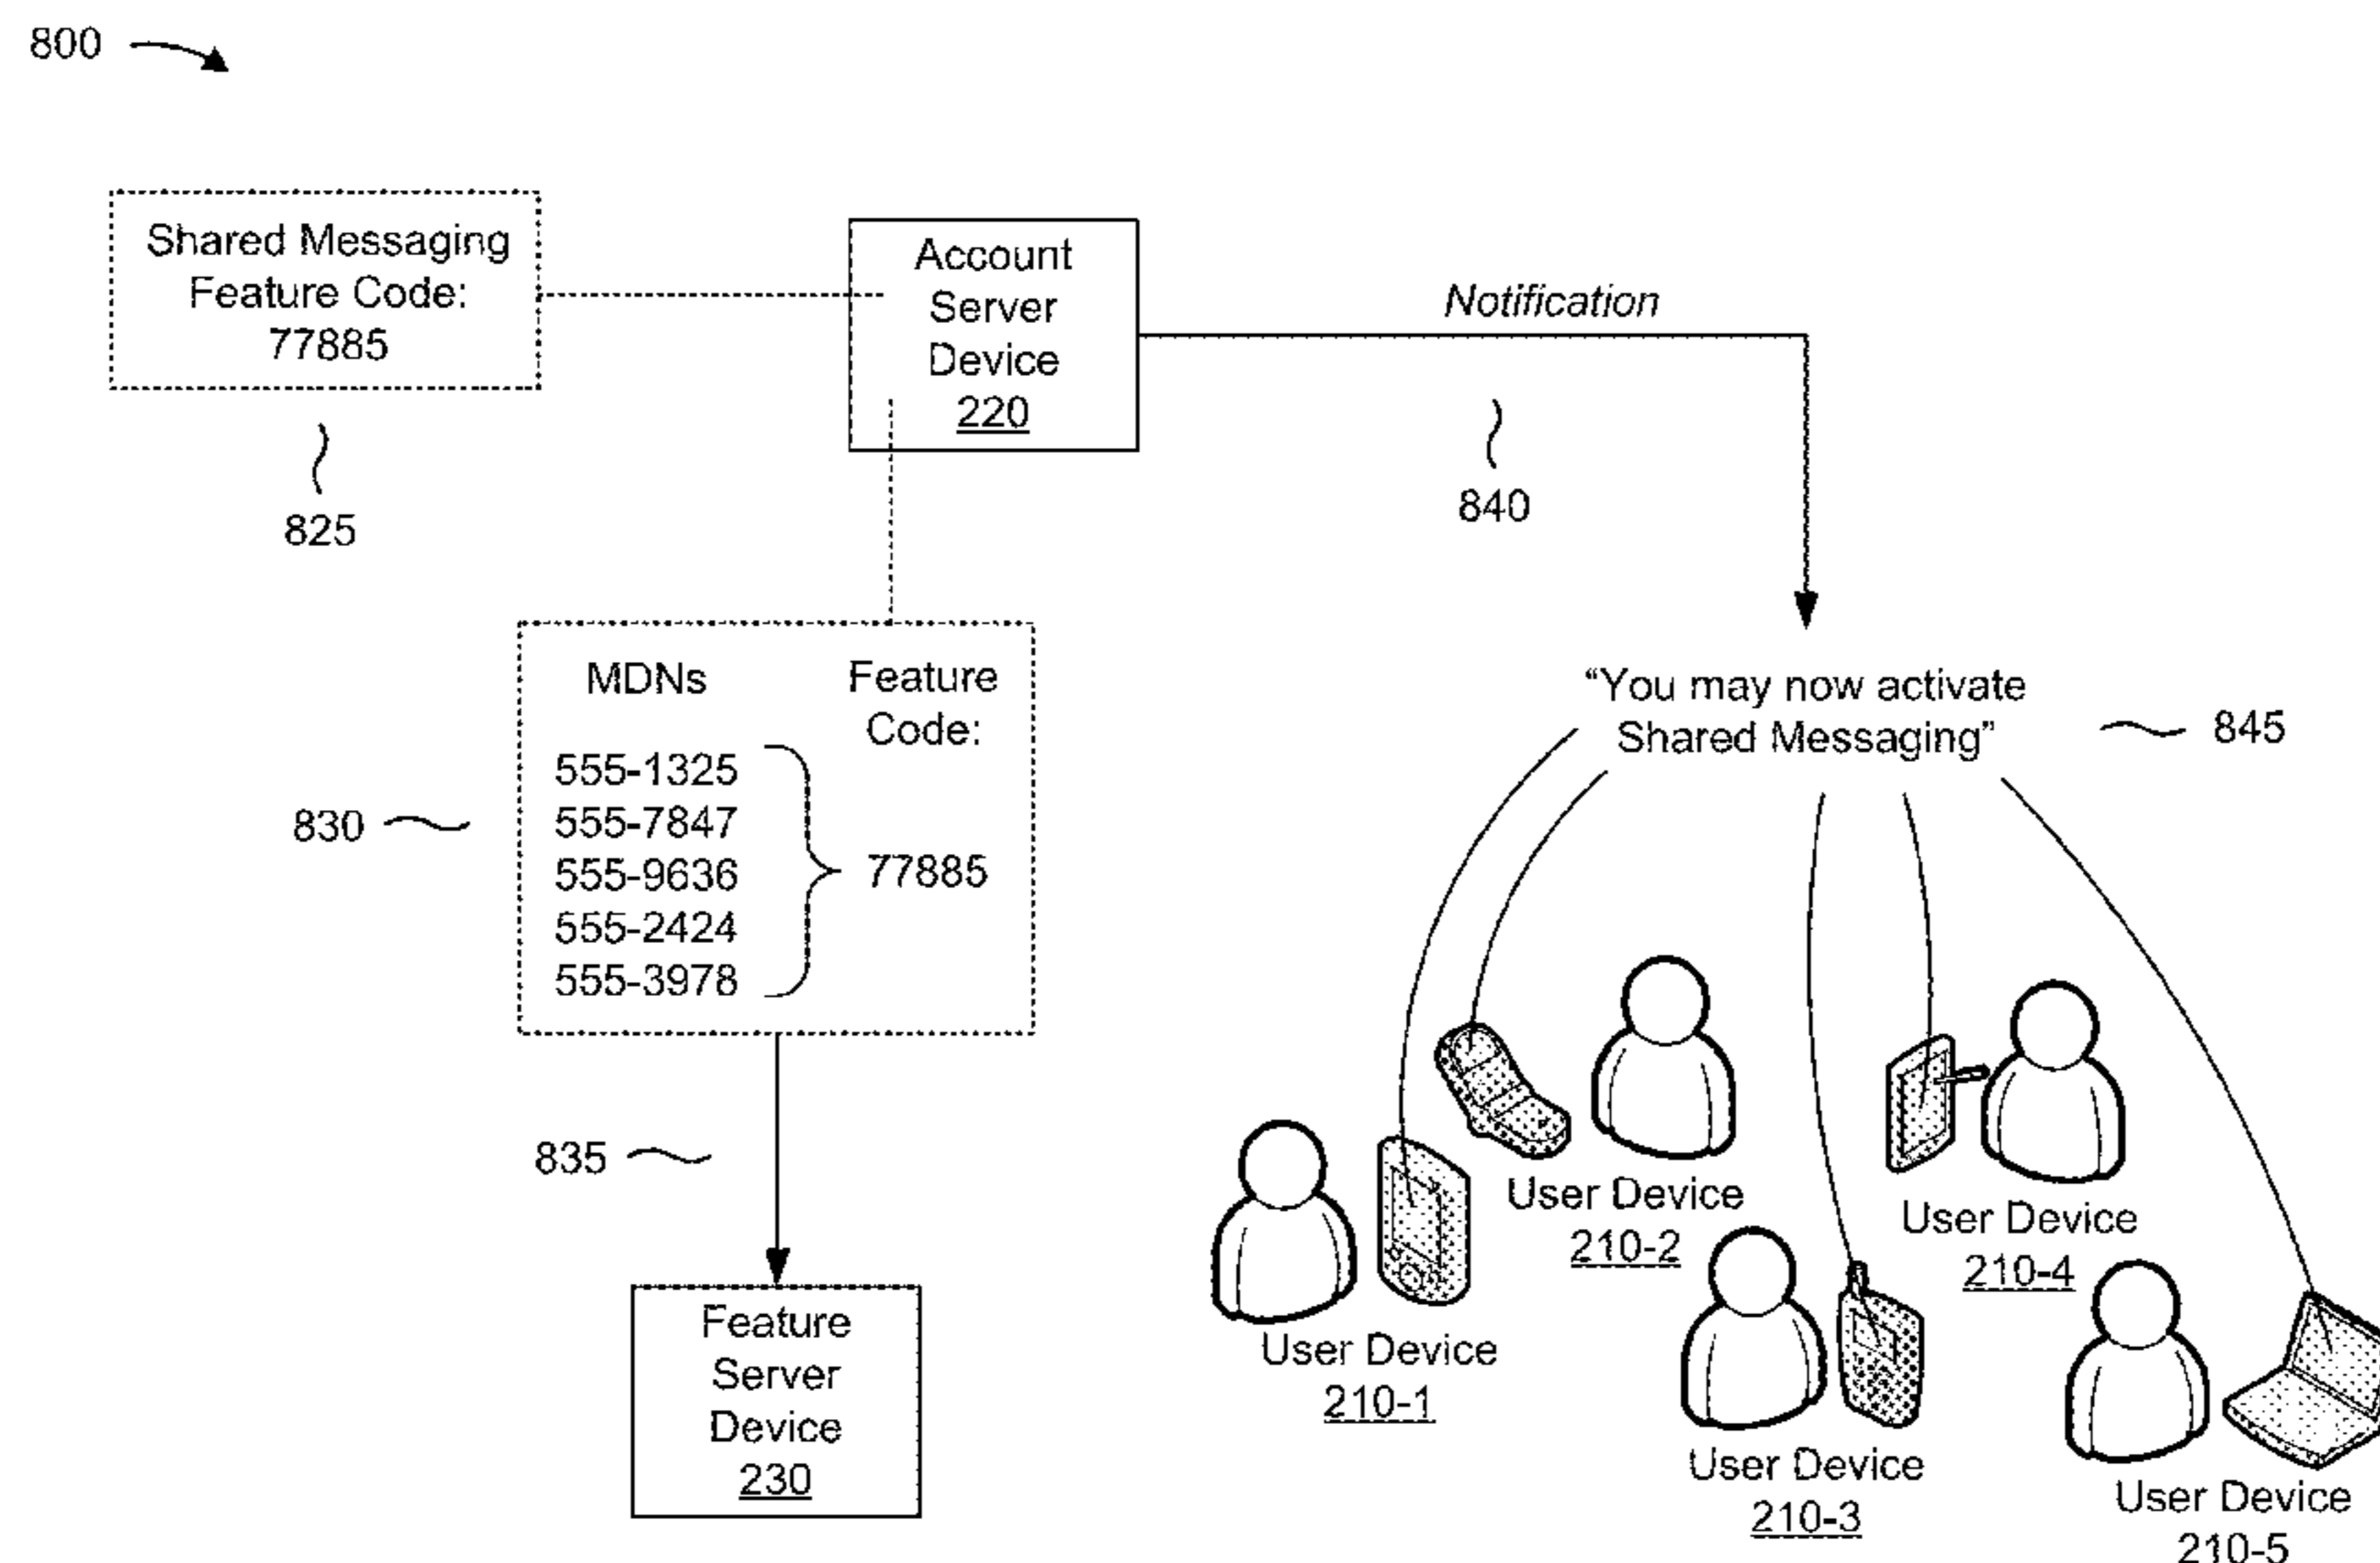 800
Shared Messaging
Feature Code:
77885
825
Account
Server
Device
220
Notification
840
MDNs
Feature
Code:
555-1325
555-7847
555-9636
555-2424
555-3978
77885
830
835
Feature
Server
Device
230
“You may now activate
Shared Messaging”
845
User Device
210-1
User Device
210-2
User Device
210-3
User Device
210-4
User Device
210-5